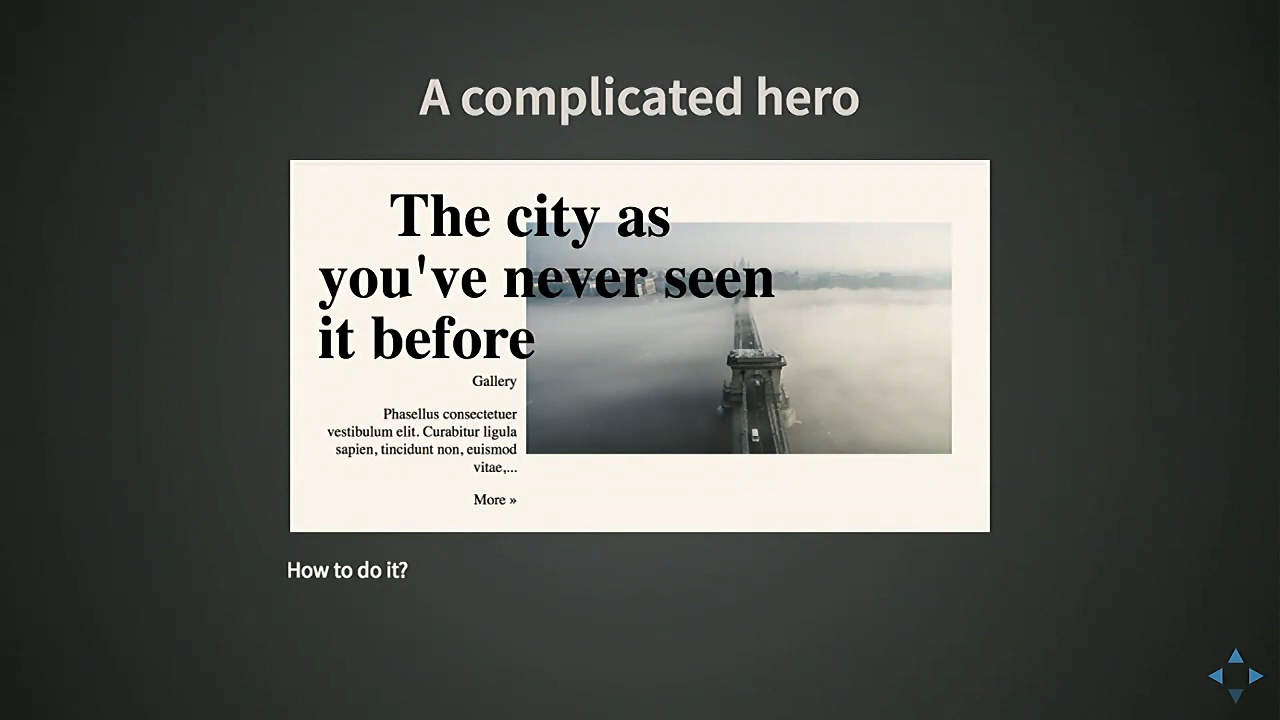 A complicated hero
The city as
you've never seen
it before
Gallery
Phasellus consectetuer
vestibulum elit. Curabitur ligula
sapien, tincidunt non, euismod
vitae,...
More »
How to do it?